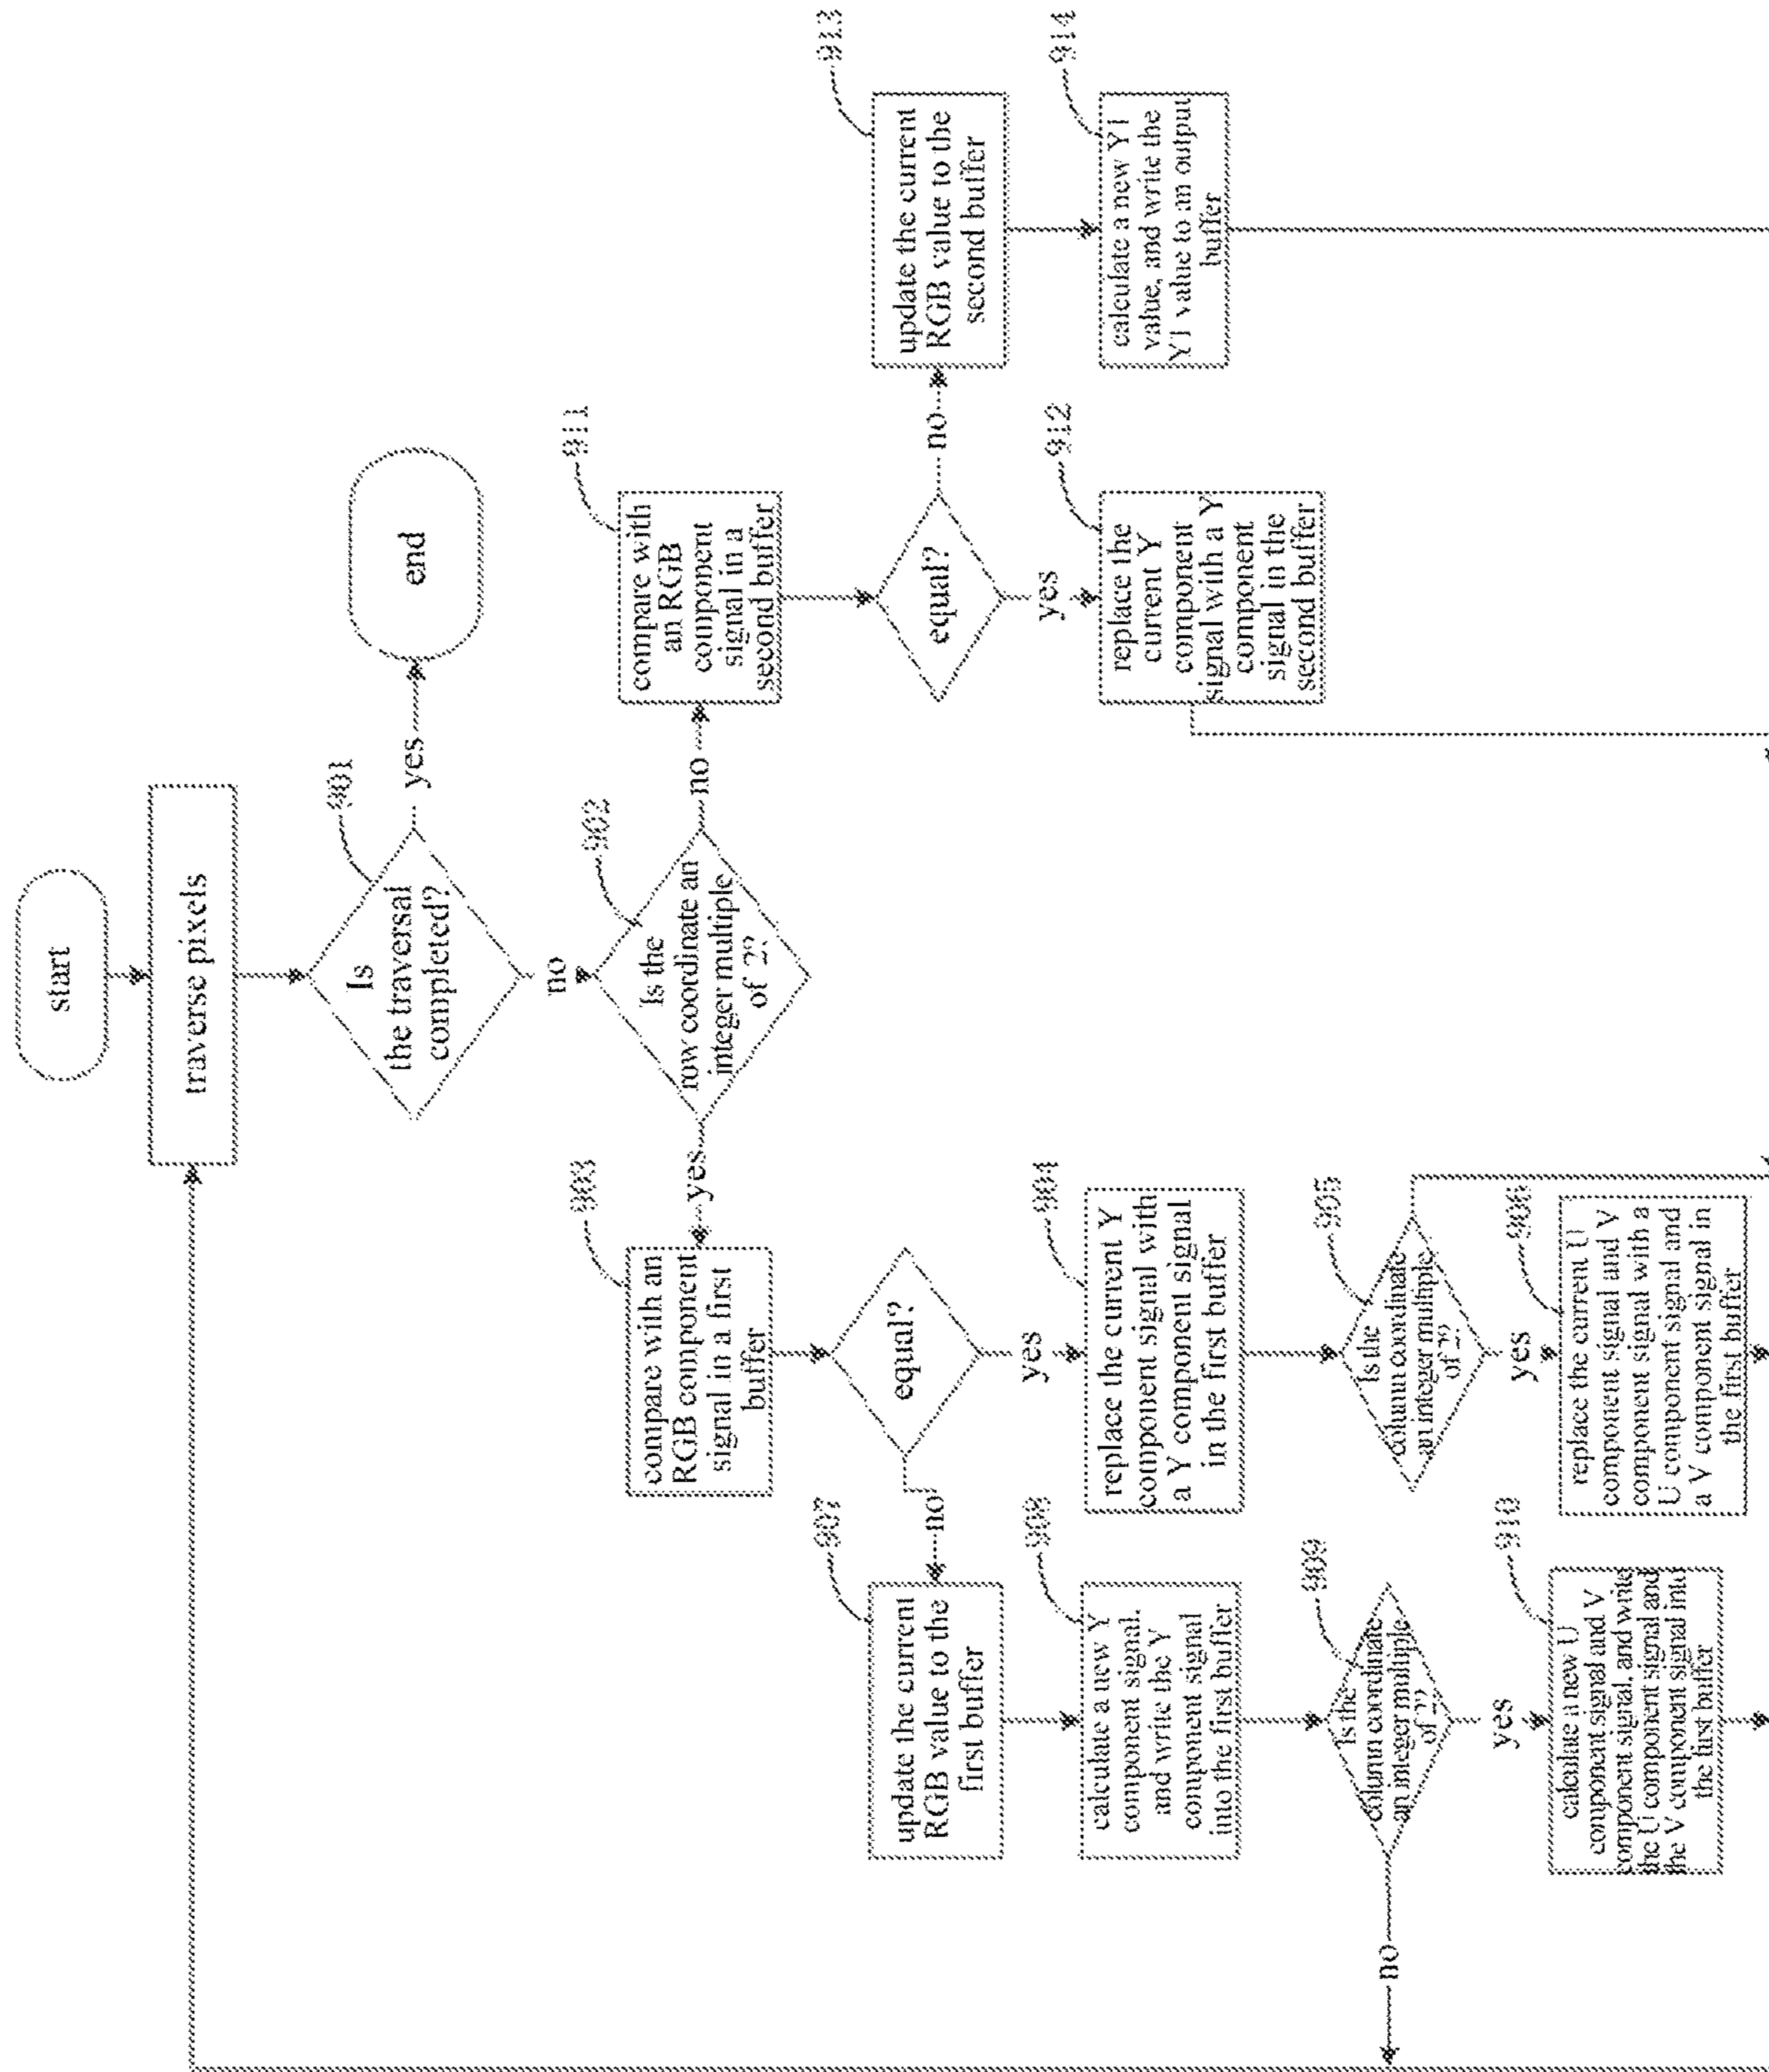 start
traverse pixels
Is
the traversal
completed?
901
yes
end
no
Is the
row coordinate an
integer multiple
of 2?
902
yes
no
compare with an
RGB component
signal in a first
buffer
903
equal?
yes
no
replace the current Y
component signal with
a Y component signal
in the first buffer
904
Is the
column coordinate
an integer multiple
of 2?
905
yes
replace the current U
component signal and V
component signal with a
U component signal and
a V component signal in
the first buffer
906
update the current
RGB value to the
first buffer
907
calculate a new Y
component signal,
and write the Y
component signal
into the first buffer
908
Is the
column coordinate
an integer multiple
of 2?
909
no
yes
calculate a new U
component signal and V
component signal, and write
the U component signal and
the V component signal into
the first buffer
910
compare with
an RGB
component
signal in a
second buffer
911
equal?
yes
no
replace the
current Y
component
signal with a Y
component
signal in the
second buffer
912
update the current
RGB value to the
second buffer
913
calculate a new Y1
value, and write the
Y1 value to an output
buffer
914